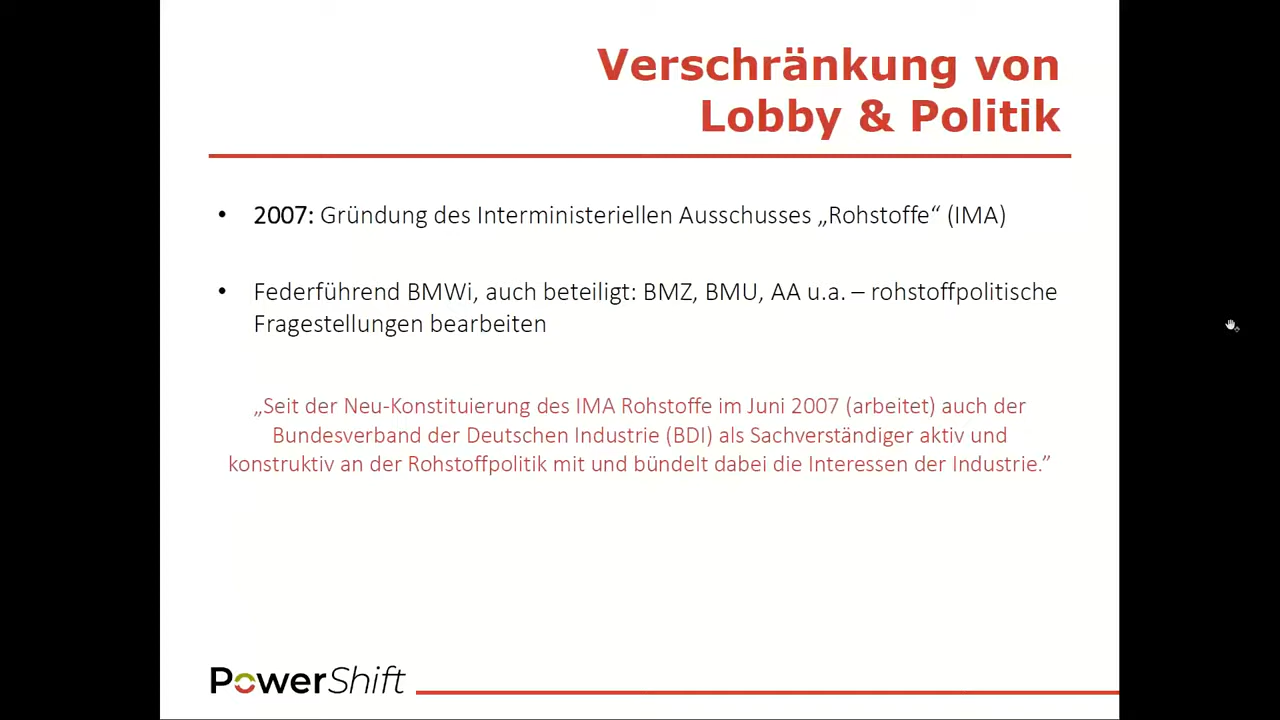 Verschränkung von
Lobby & Politik
• 2007: Gründung des Interministeriellen Ausschusses „Rohstoffe“ (IMA)
• Federführend BMWi, auch beteiligt: BMZ, BMU, AA u.a. – rohstoffpolitische
Fragestellungen bearbeiten
„Seit der Neu-Konstituierung des IMA Rohstoffe im Juni 2007 (arbeitet) auch der
Bundesverband der Deutschen Industrie (BDI) als Sachverständiger aktiv und
konstruktiv an der Rohstoffpolitik mit und bündelt dabei die Interessen der Industrie.”
PowerShift